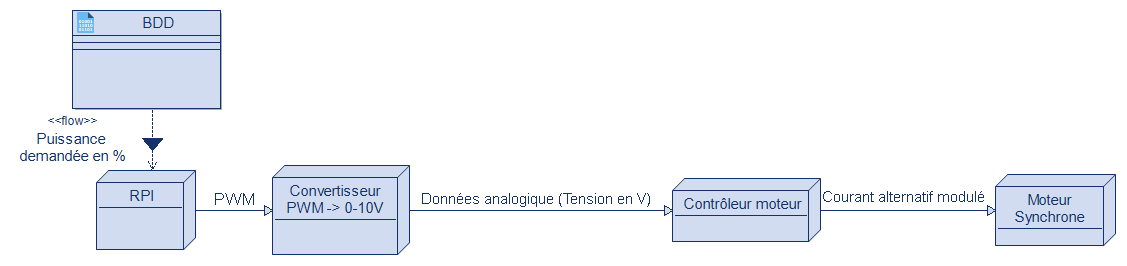 BDD
<<flow>>
Puissance
demandée en %
RPI
PWM
Convertisseur
PWM -> 0-10V
Données analogique (Tension en V)
Contrôleur moteur
Courant alternatif modulé
Moteur
Synchrone